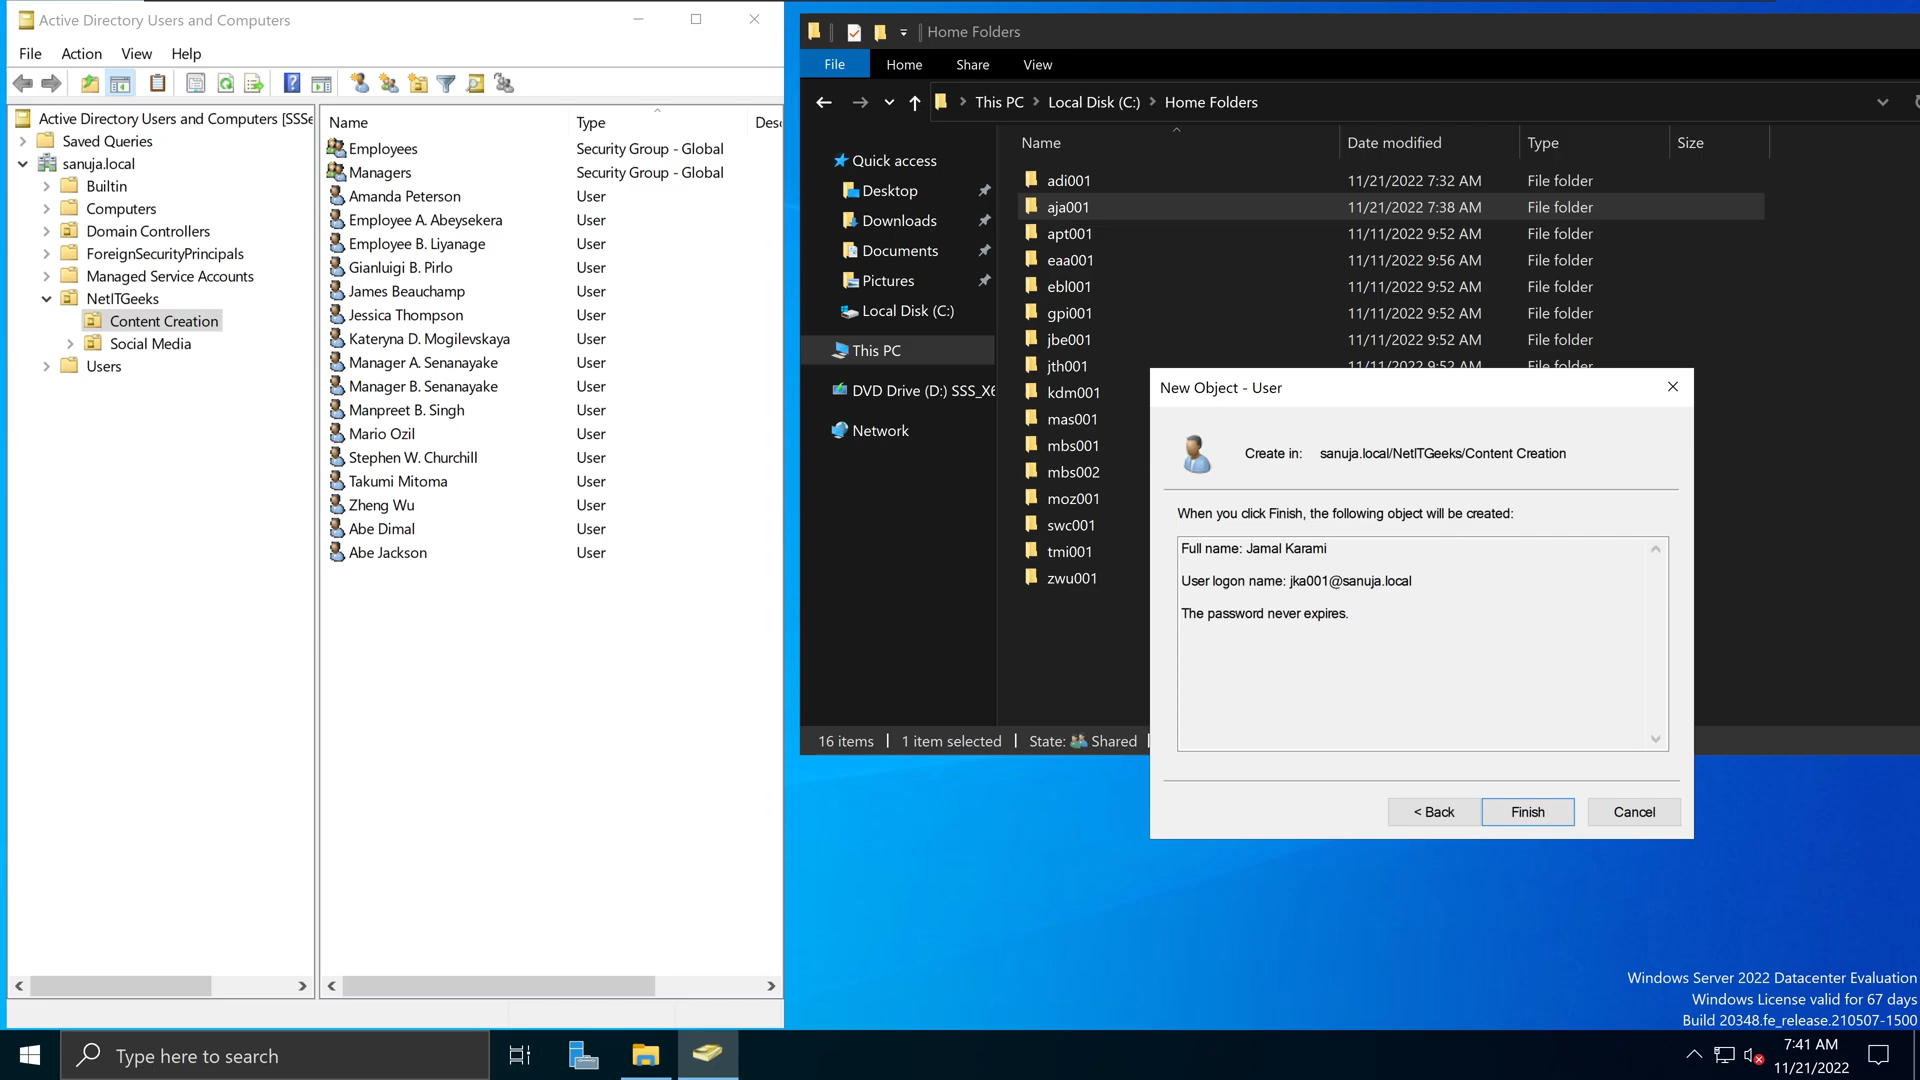 Active Directory Users and Computers
File Action View Help
Active Directory Users and Computers [SSSe
Saved Queries
sanuja.local
Builtin
Computers
Domain Controllers
ForeignSecurityPrincipals
Managed Service Accounts
NetITGeeks
Content Creation
Social Media
Users
Name Type Desc
Employees Security Group - Global
Managers Security Group - Global
Amanda Peterson User
Employee A. Abeysekera User
Employee B. Liyanage User
Gianluigi B. Pirlo User
James Beauchamp User
Jessica Thompson User
Kateryna D. Mogilevskaya User
Manager A. Senanayake User
Manager B. Senanayake User
Manpreet B. Singh User
Mario Ozil User
Stephen W. Churchill User
Takumi Mitoma User
Zheng Wu User
Abe Dimal User
Abe Jackson User
Home Folders
File Home Share View
This PC Local Disk (C:) Home Folders
Quick access
Desktop
Downloads
Documents
Pictures
Local Disk (C:)
This PC
DVD Drive (D:) SSS_X6
Network
Name Date modified Type Size
adi001 11/21/2022 7:32 AM File folder
aja001 11/21/2022 7:38 AM File folder
apt001 11/11/2022 9:52 AM File folder
eaa001 11/11/2022 9:56 AM File folder
ebl001 11/11/2022 9:52 AM File folder
gpi001 11/11/2022 9:52 AM File folder
jbe001 11/11/2022 9:52 AM File folder
jth001 11/11/2022 9:52 AM File folder
kdm001
mas001
mbs001
mbs002
moz001
swc001
tmi001
zwu001
16 items 1 item selected State: Shared
New Object - User
Create in: sanuja.local/NetITGeeks/Content Creation
When you click Finish, the following object will be created:
Full name: Jamal Karami
User logon name: jka001@sanuja.local
The password never expires.
< Back Finish Cancel
Windows Server 2022 Datacenter Evaluation
Windows License valid for 67 days
Build 20348.fe_release.210507-1500
Type here to search
7:41 AM
11/21/2022